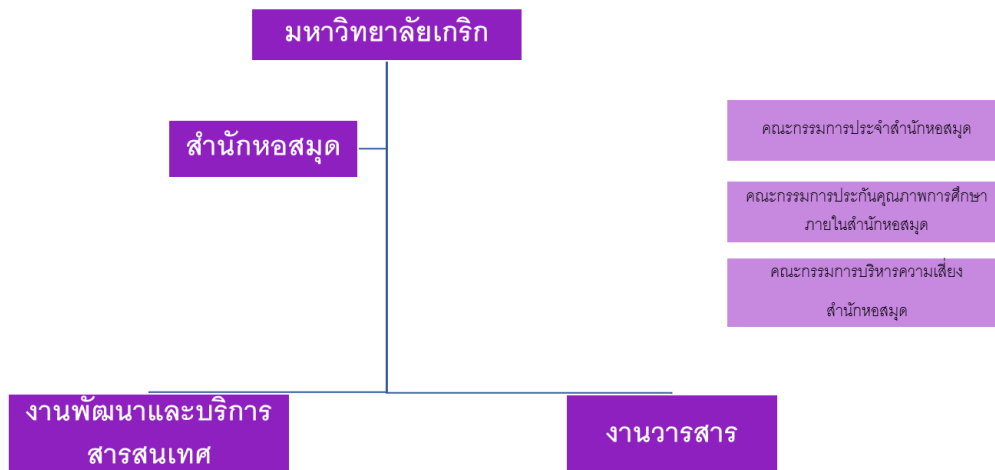 มหาวิทยาลัยเกริก
สำนักหอสมุด
คณะกรรมการประจำสำนักหอสมุด
คณะกรรมการประกันคุณภาพการศึกษา
ภายในสำนักหอสมุด
คณะกรรมการบริหารความเสี่ยง
สำนักหอสมุด
งานพัฒนาและบริการ
สารสนเทศ
งานวารสาร